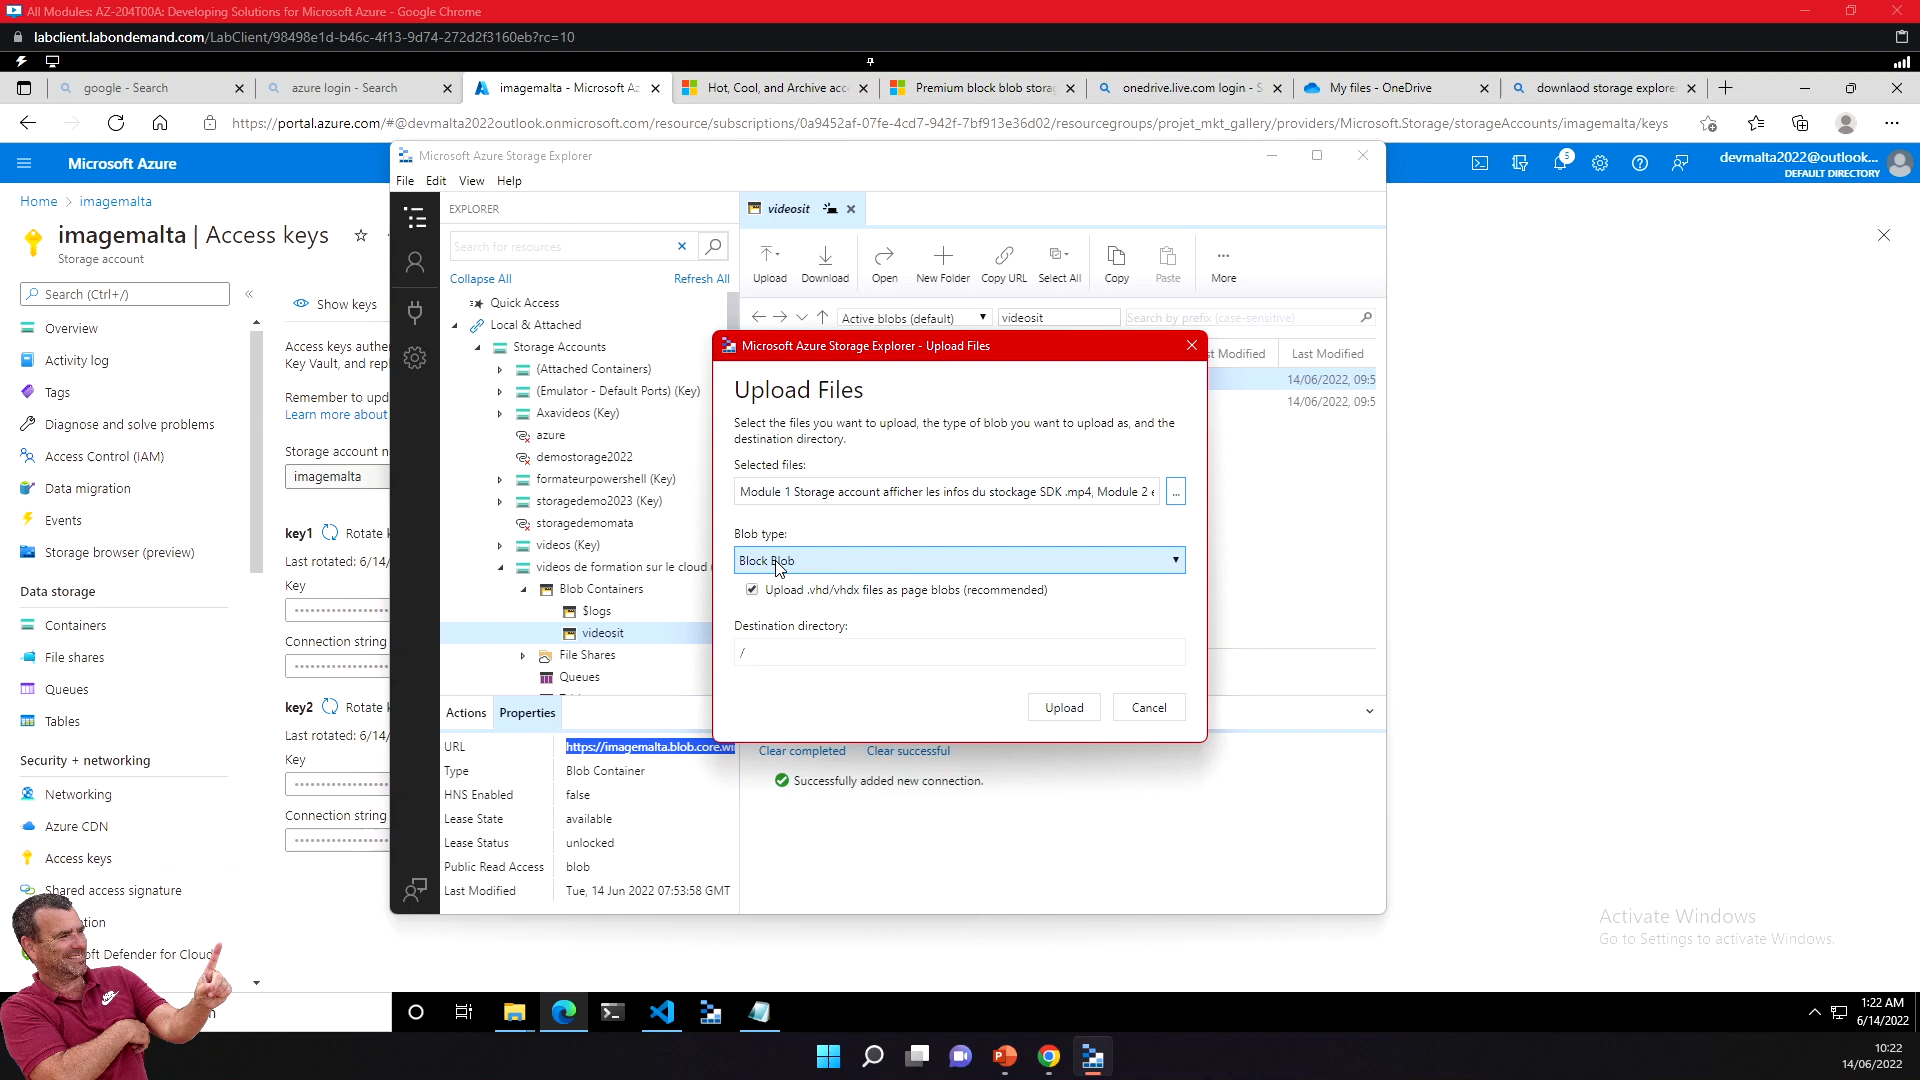 All Modules: AZ-204T00A: Developing Solutions for Microsoft Azure - Google Chrome
labclient.labondemand.com/LabClient/98498e1d-b46c-4f13-9d74-272d2f3160eb?rc=10
google - Search
azure login - Search
imagemalta - Microsoft Az
Hot, Cool, and Archive acc
Premium block blob storag
onedrive.live.com login - S
My files - OneDrive
downlaod storage explore
https://portal.azure.com/#@devmalta2022outlook.onmicrosoft.com/resource/subscriptions/0a9452af-07fe-4cd7-942f-7bf913e36d02/resourcegroups/projet_mkt_gallery/providers/Microsoft.Storage/storageAccounts/imagemalta/keys
Microsoft Azure
5
devmalta2022@outlook...
DEFAULT DIRECTORY
Home > imagemalta
imagemalta | Access keys
Storage account
Search (Ctrl+/)
Overview
Activity log
Tags
Diagnose and solve problems
Access Control (IAM)
Data migration
Events
Storage browser (preview)
Data storage
Containers
File shares
Queues
Tables
Security + networking
Networking
Azure CDN
Access keys
Shared access signature
tion
ft Defender for Cloud
Show keys
Access keys auther
Key Vault, and repl
Remember to upd
Learn more about
Storage account n
imagemalta
key1
Rotate k
Last rotated: 6/14/
Key
Connection string
key2
Rotate k
Last rotated: 6/14/
Key
Connection string
Microsoft Azure Storage Explorer
File Edit View Help
EXPLORER
Search for resources
Collapse All
Refresh All
Quick Access
Local & Attached
Storage Accounts
(Attached Containers)
(Emulator - Default Ports) (Key)
Axavideos (Key)
azure
demostorage2022
formateurpowershell (Key)
storagedemo2023 (Key)
storagedemomata
videos (Key)
videos de formation sur le cloud
Blob Containers
$logs
videosit
File Shares
Queues
Actions
Properties
URL https://imagemalta.blob.core.wi
Type Blob Container
HNS Enabled false
Lease State available
Lease Status unlocked
Public Read Access blob
Last Modified Tue, 14 Jun 2022 07:53:58 GMT
videosit
Upload
Download
Open
New Folder
Copy URL
Select All
Copy
Paste
More
Active blobs (default)
videosit
Search by prefix (case-sensitive)
st Modified
Last Modified
14/06/2022, 09:5
14/06/2022, 09:5
Microsoft Azure Storage Explorer - Upload Files
Upload Files
Select the files you want to upload, the type of blob you want to upload as, and the
destination directory.
Selected files:
Module 1 Storage account afficher les infos du stockage SDK .mp4, Module 2 e
...
Blob type:
Block Blob
Upload .vhd/vhdx files as page blobs (recommended)
Destination directory:
/
Upload
Cancel
Clear completed
Clear successful
Successfully added new connection.
Activate Windows
Go to Settings to activate Windows.
1:22 AM
6/14/2022
10:22
14/06/2022